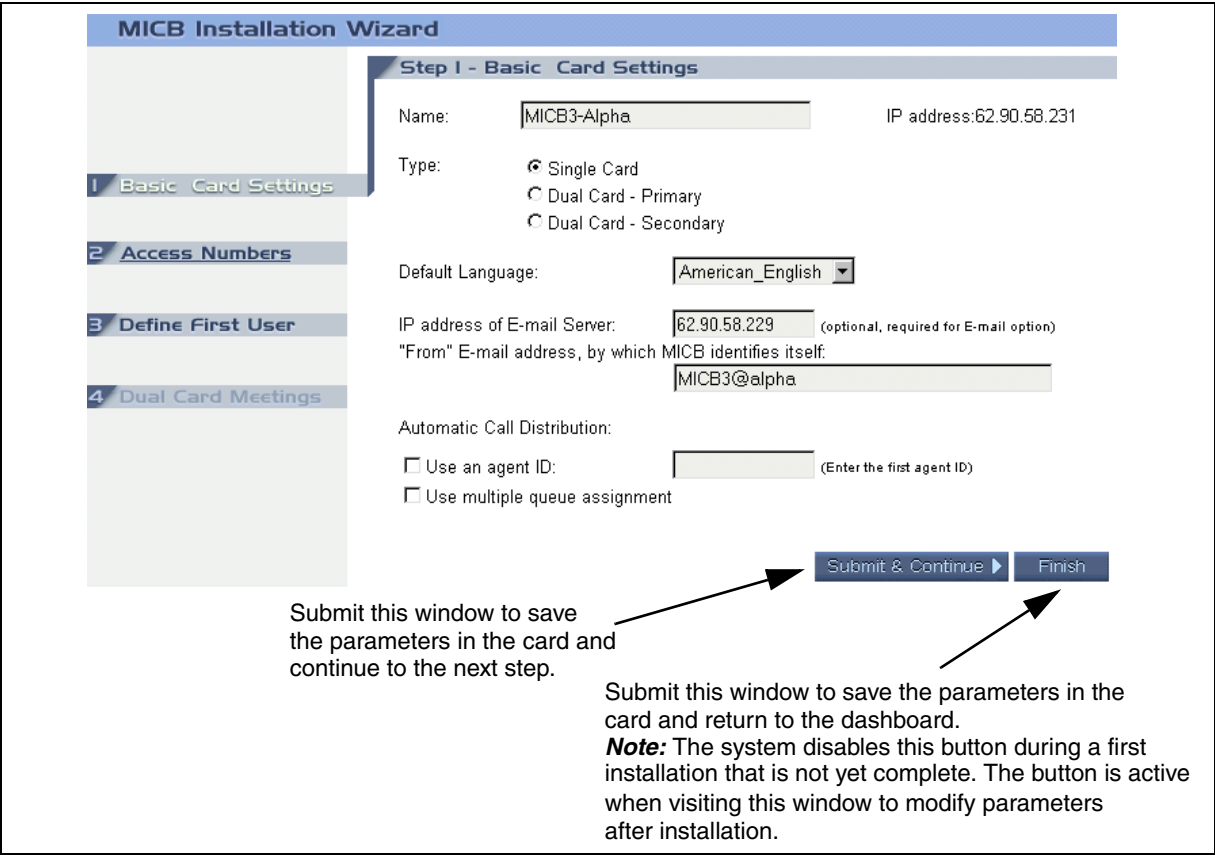 MICB Installation Wizard
Step 1 - Basic Card Settings
Name: MICB3-Alpha IP address:62.90.58.231
Type: Single Card
Dual Card - Primary
Dual Card - Secondary
1 Basic Card Settings
2 Access Numbers
3 Define First User
4 Dual Card Meetings
Default Language: American_English
IP address of E-mail Server: 62.90.58.229 (optional, required for E-mail option)
"From" E-mail address, by which MICB identifies itself:
MICB3@alpha
Automatic Call Distribution:
Use an agent ID: (Enter the first agent ID)
Use multiple queue assignment
Submit & Continue Finish
Submit this window to save
the parameters in the card and
continue to the next step.
Submit this window to save the parameters in the
card and return to the dashboard.
Note: The system disables this button during a first
installation that is not yet complete. The button is active
when visiting this window to modify parameters
after installation.